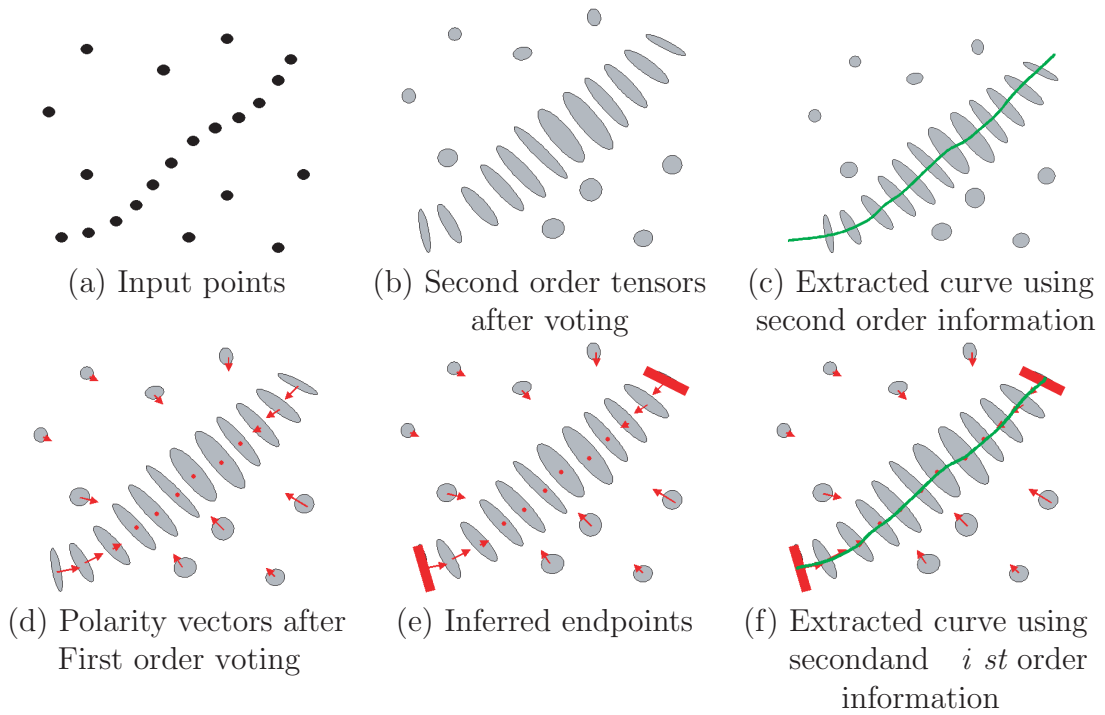 (a) Input points
(b) Second order tensors
after voting
(c) Extracted curve using
second order information
(d) Polarity vectors after
First order voting
(e) Inferred endpoints
(f) Extracted curve using
secondand i st order
information